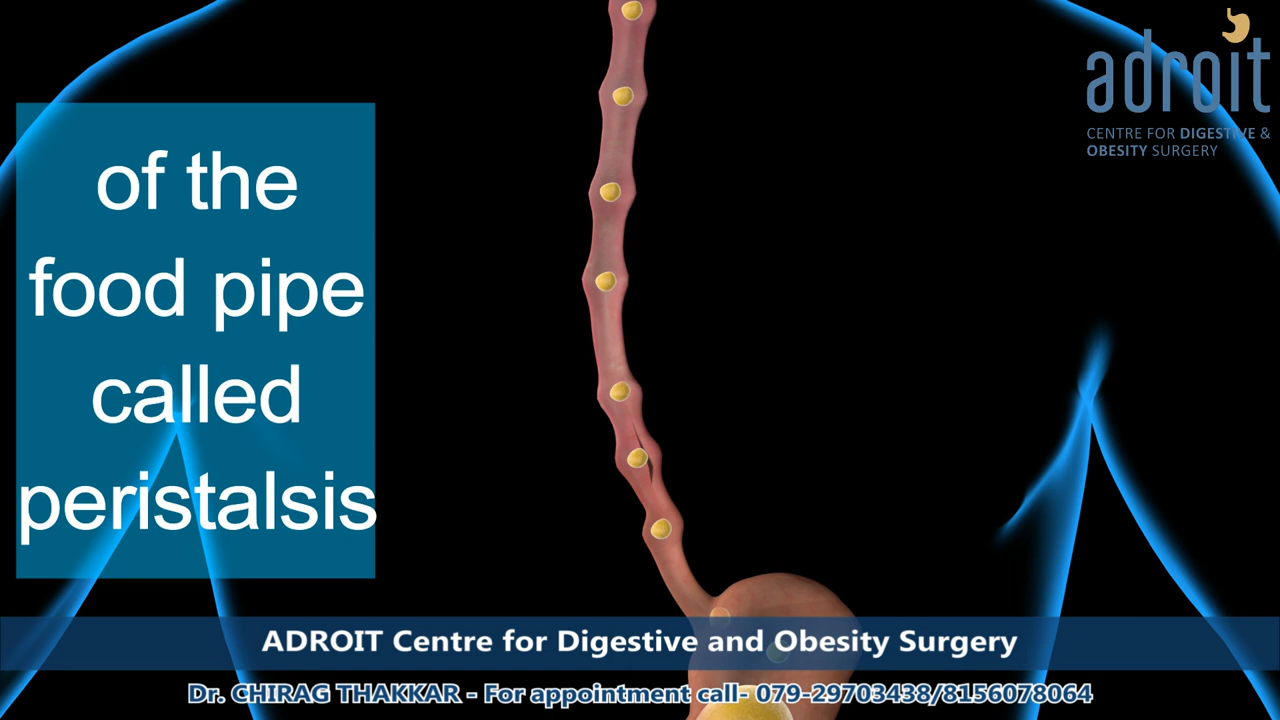 of the
food pipe
called
peristalsis
adroit
CENTRE FOR DIGESTIVE &
OBESITY SURGERY
ADROIT Centre for Digestive and Obesity Surgery
Dr. CHIRAG THAKKAR - For appointment call- 079-29703438/8156078064